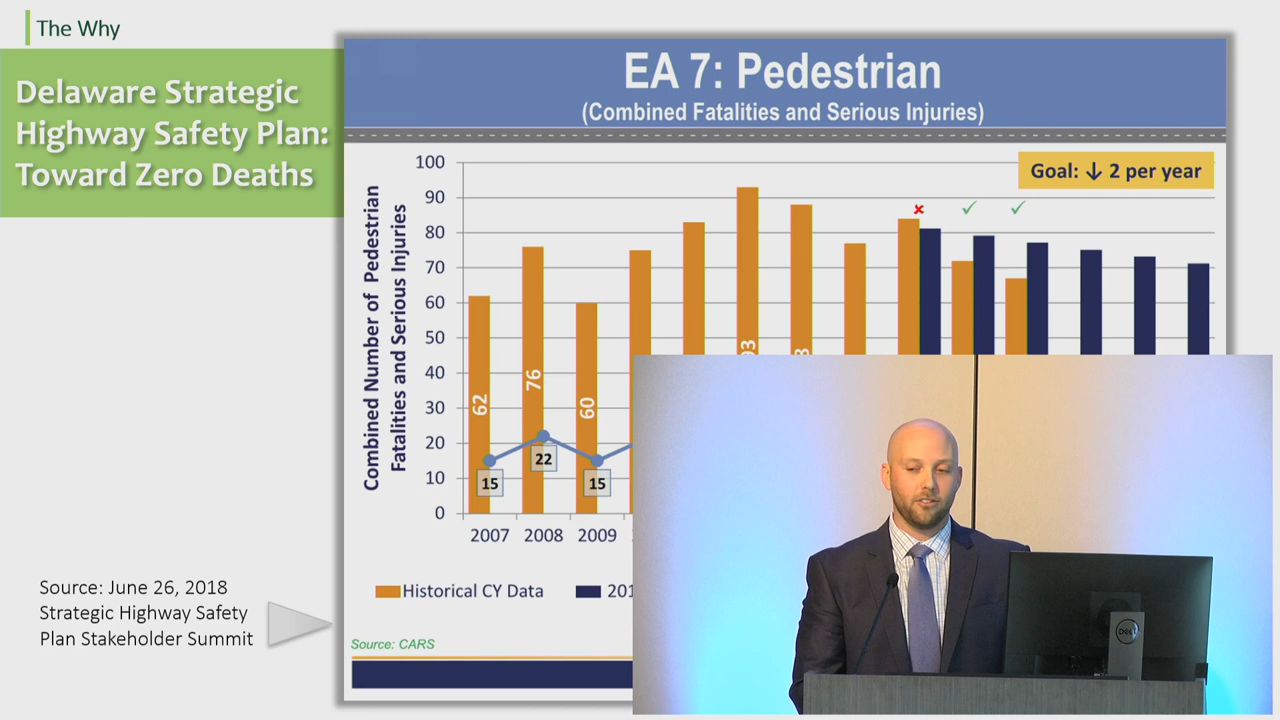 The Why
Delaware Strategic
Highway Safety Plan:
Toward Zero Deaths
Source: June 26, 2018
Strategic Highway Safety
Plan Stakeholder Summit
EA 7: Pedestrian
(Combined Fatalities and Serious Injuries)
Goal: ↓ 2 per year
Combined Number of Pedestrian
Fatalities and Serious Injuries
100
90
80
70
60
50
40
30
20
10
0
62
76
60
93
15
22
15
2007
2008
2009
Historical CY Data
Source: CARS
DELL